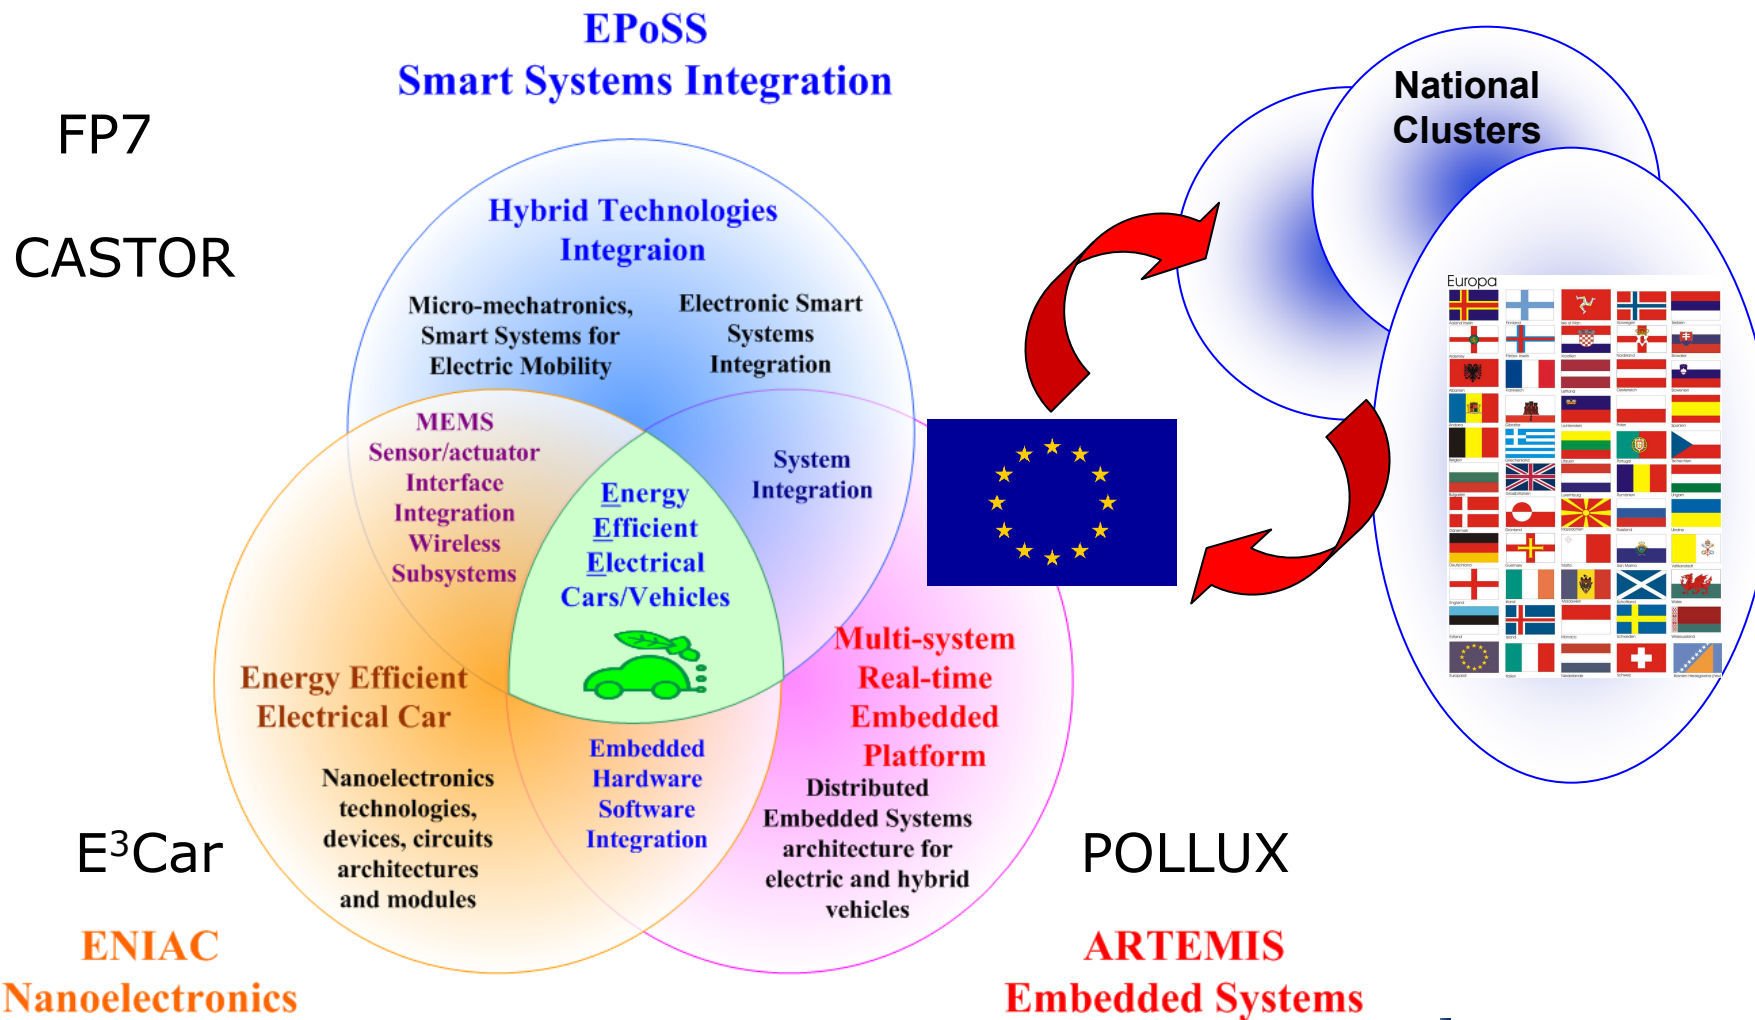 EPoSS
Smart Systems Integration
FP7
CASTOR
Hybrid Technologies
Integraion
Micro-mechatronics,
Smart Systems for
Electric Mobility
Electronic Smart
Systems
Integration
MEMS
Sensor/actuator
Interface
Integration
Wireless
Subsystems
System
Integration
Energy
Efficient
Electrical
Cars/Vehicles
Energy Efficient
Electrical Car
Nanoelectronics
technologies,
devices, circuits
architectures
and modules
Embedded
Hardware
Software
Integration
Multi-system
Real-time
Embedded
Platform
Distributed
Embedded Systems
architecture for
electric and hybrid
vehicles
E³Car
ENIAC
Nanoelectronics
POLLUX
ARTEMIS
Embedded Systems
National
Clusters
Europa